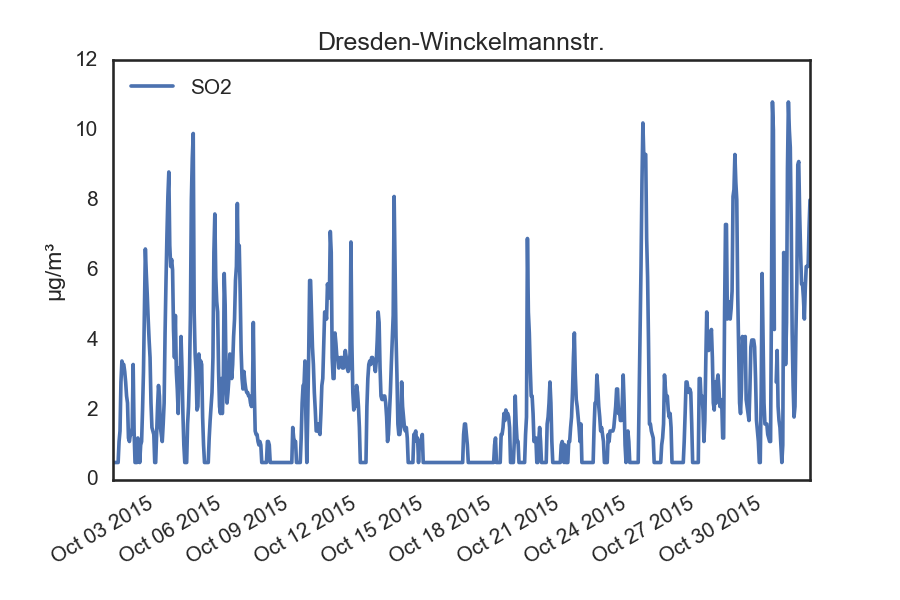 Dresden-Winckelmannstr.
12
10
8
6
4
2
0
µg/m³
SO2
Oct 03 2015
Oct 06 2015
Oct 09 2015
Oct 12 2015
Oct 15 2015
Oct 18 2015
Oct 21 2015
Oct 24 2015
Oct 27 2015
Oct 30 2015